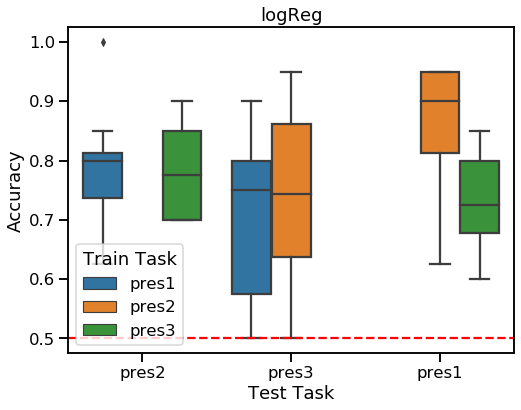 logReg
Accuracy
1.0
0.9
0.8
0.7
0.6
0.5
Train Task
pres1
pres2
pres3
pres2
pres3
pres1
Test Task